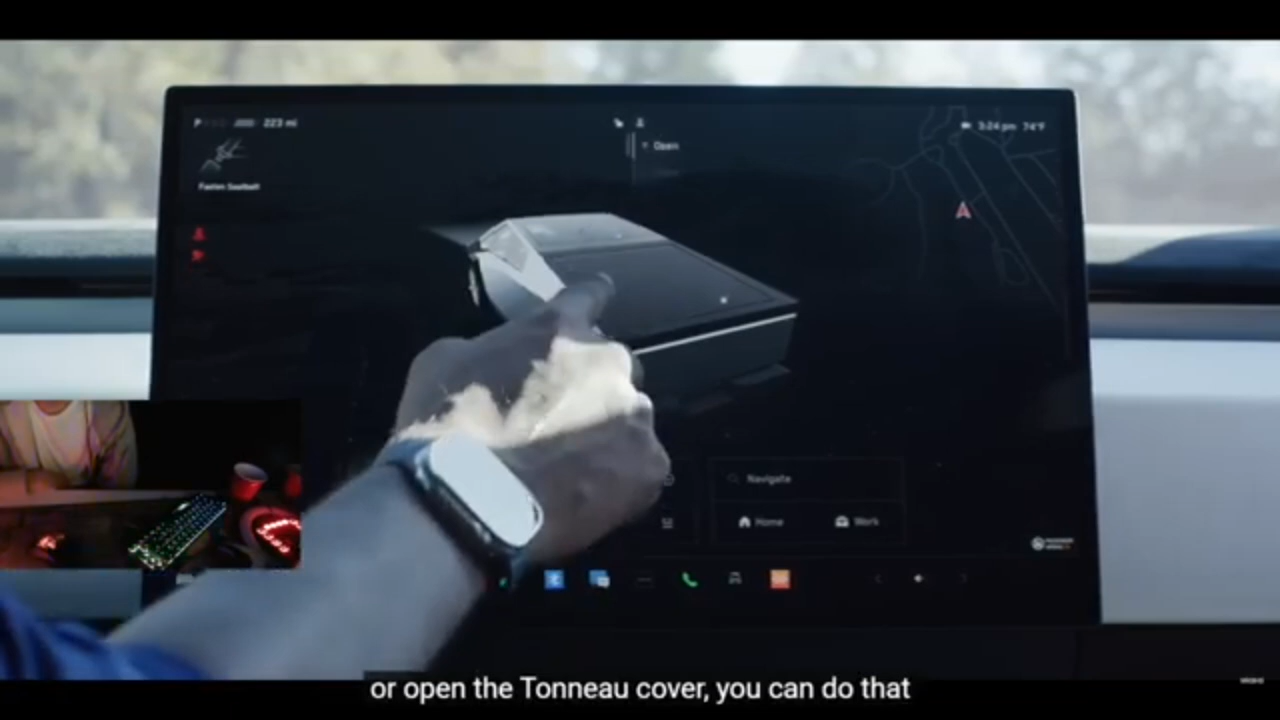 P 223 mi
Open
3:24 pm 74°F
Fasten Seatbelt
Navigate
Home Work
or open the Tonneau cover, you can do that